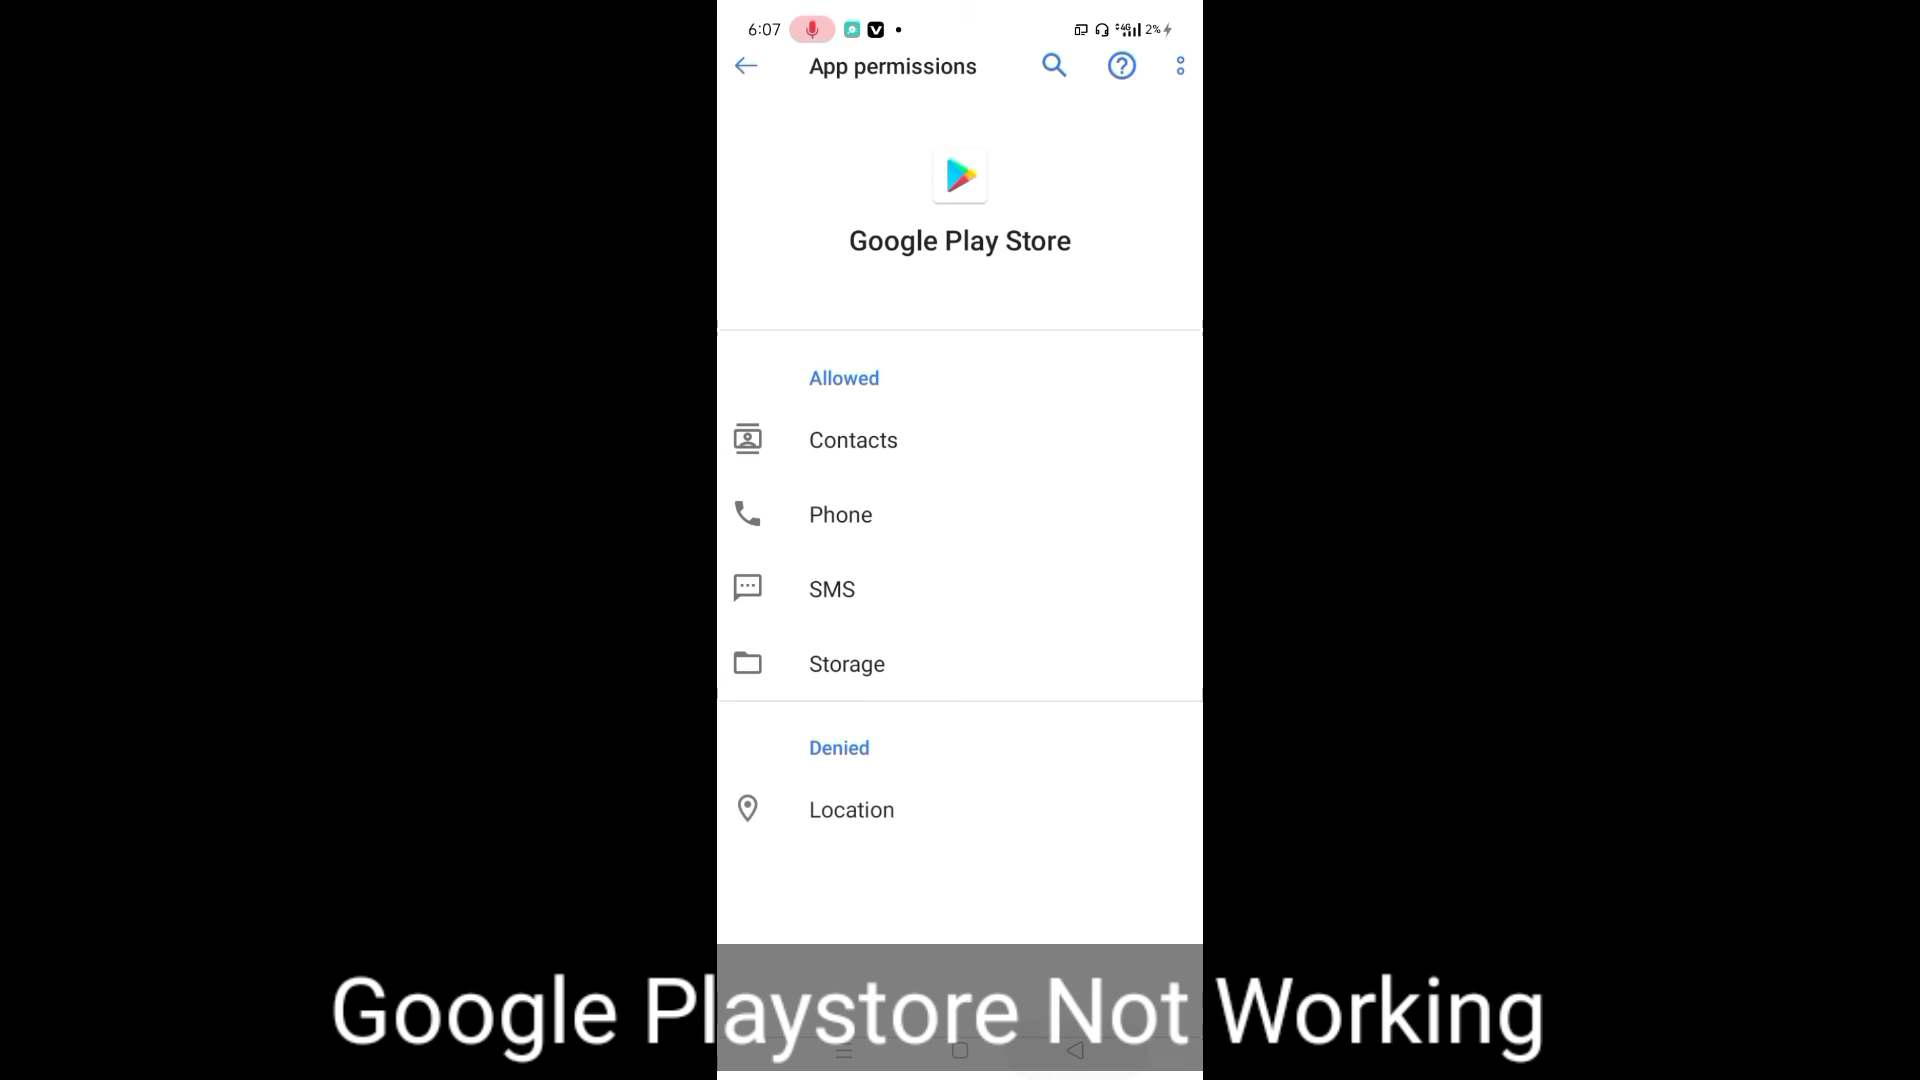 6:07 4G 2%
App permissions
Google Play Store
Allowed
Contacts
Phone
SMS
Storage
Denied
Location
Google Playstore Not Working